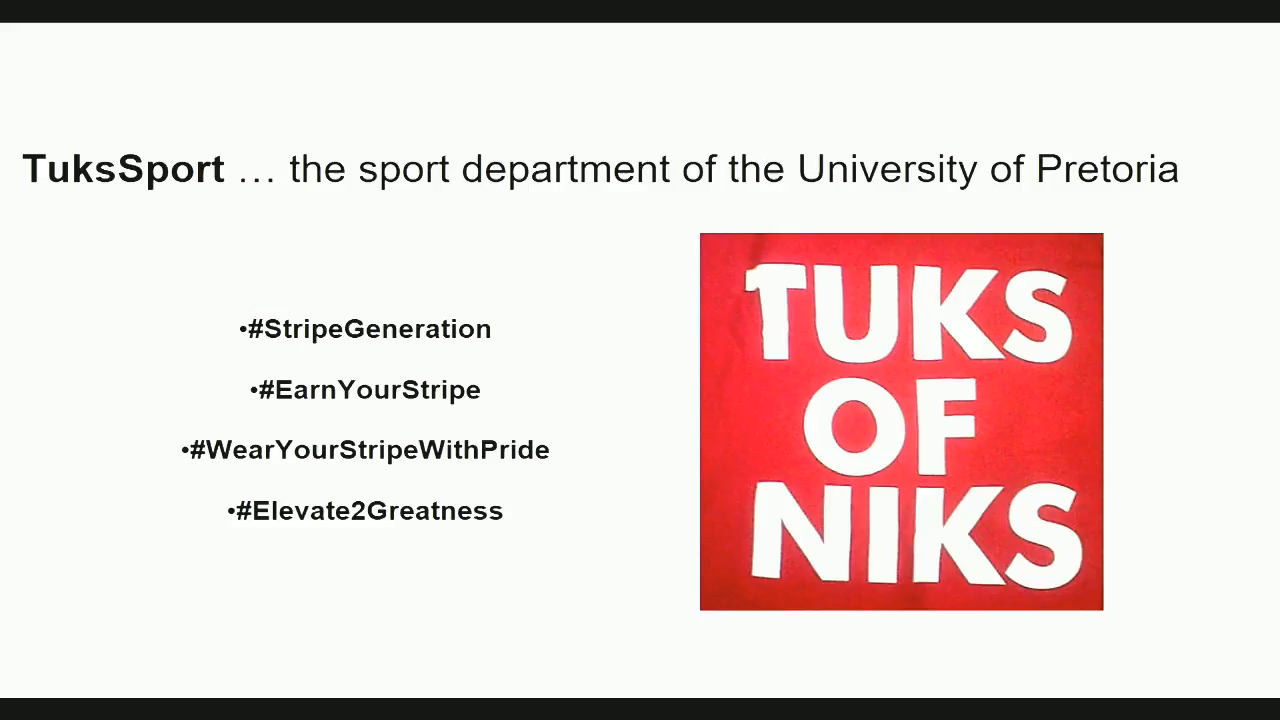 TuksSport … the sport department of the University of Pretoria
•#StripeGeneration
•#EarnYourStripe
•#WearYourStripeWithPride
•#Elevate2Greatness
TUKS
OF
NIKS